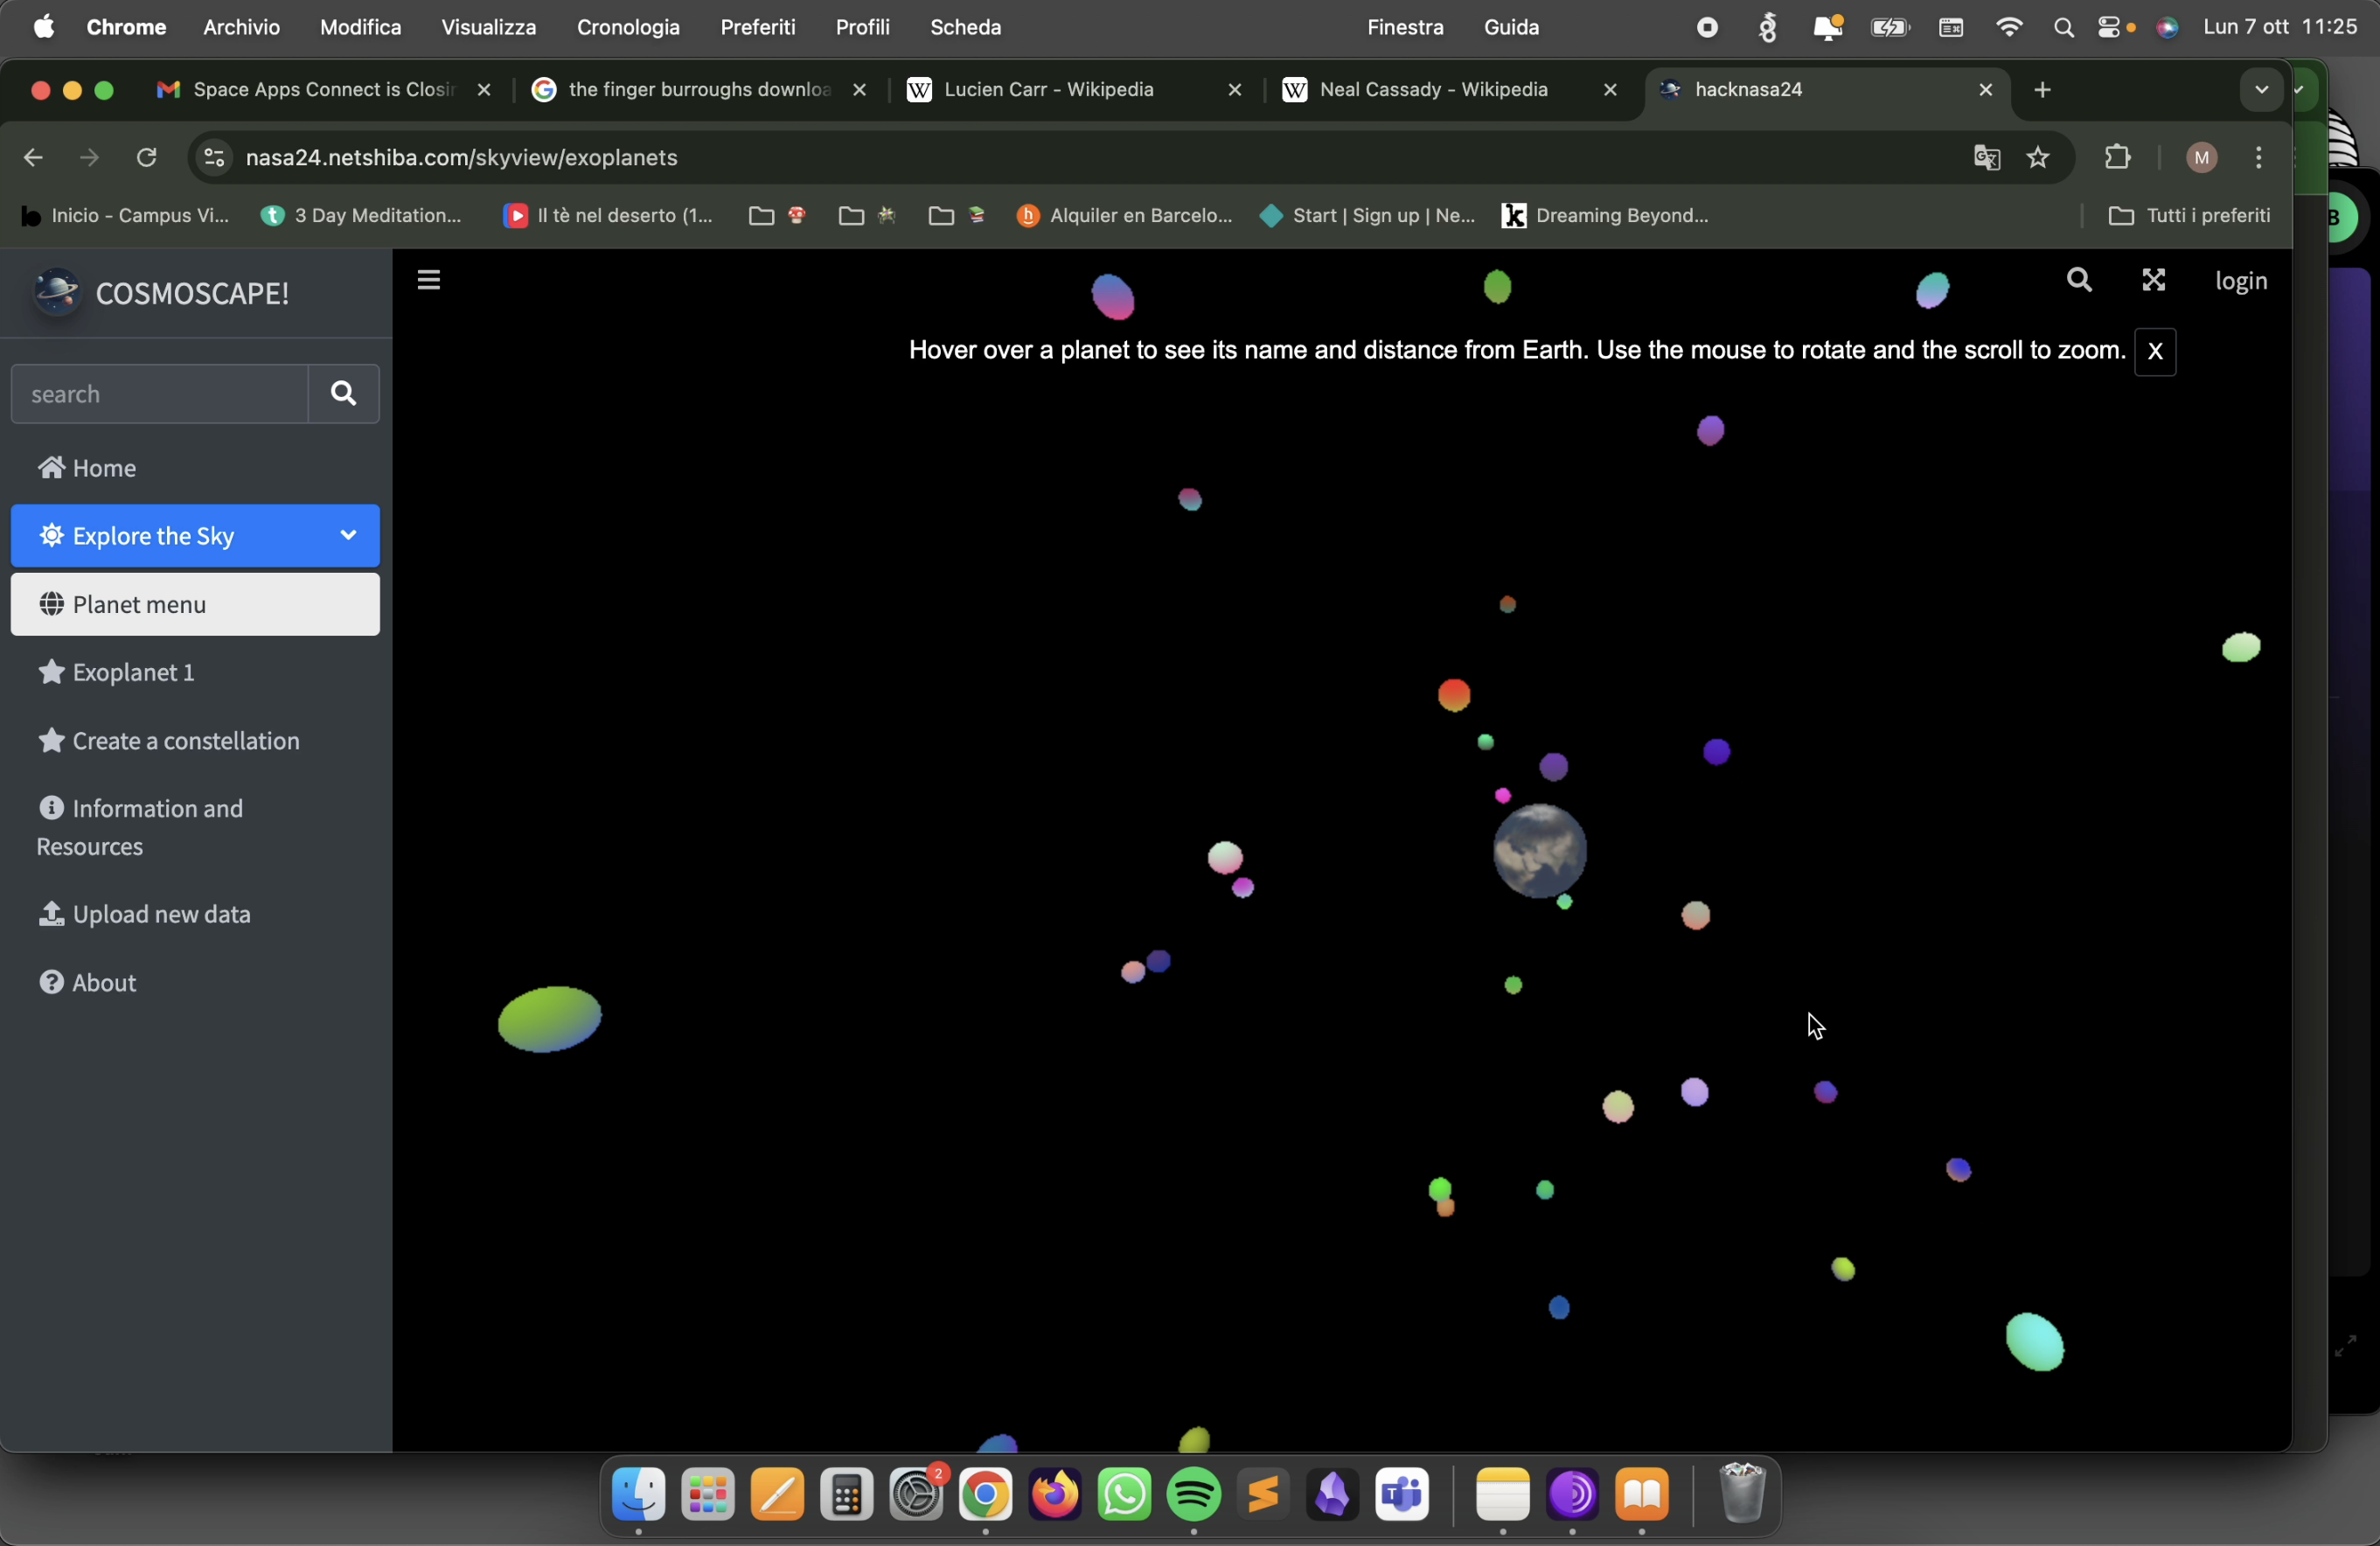 Chrome Archivio Modifica Visualizza Cronologia Preferiti Profili Scheda Finestra Guida Lun 7 ott 11:25
Space Apps Connect is Closin the finger burroughs downloa Lucien Carr - Wikipedia Neal Cassady - Wikipedia hacknasa24
nasa24.netshiba.com/skyview/exoplanets M
Inicio - Campus Vi... 3 Day Meditation... Il tè nel deserto (1... Alquiler en Barcelo... Start | Sign up | Ne... Dreaming Beyond... Tutti i preferiti B
COSMOSCAPE! login
Hover over a planet to see its name and distance from Earth. Use the mouse to rotate and the scroll to zoom. X
search
Home
Explore the Sky
Planet menu
Exoplanet 1
Create a constellation
Information and
Resources
Upload new data
About
2